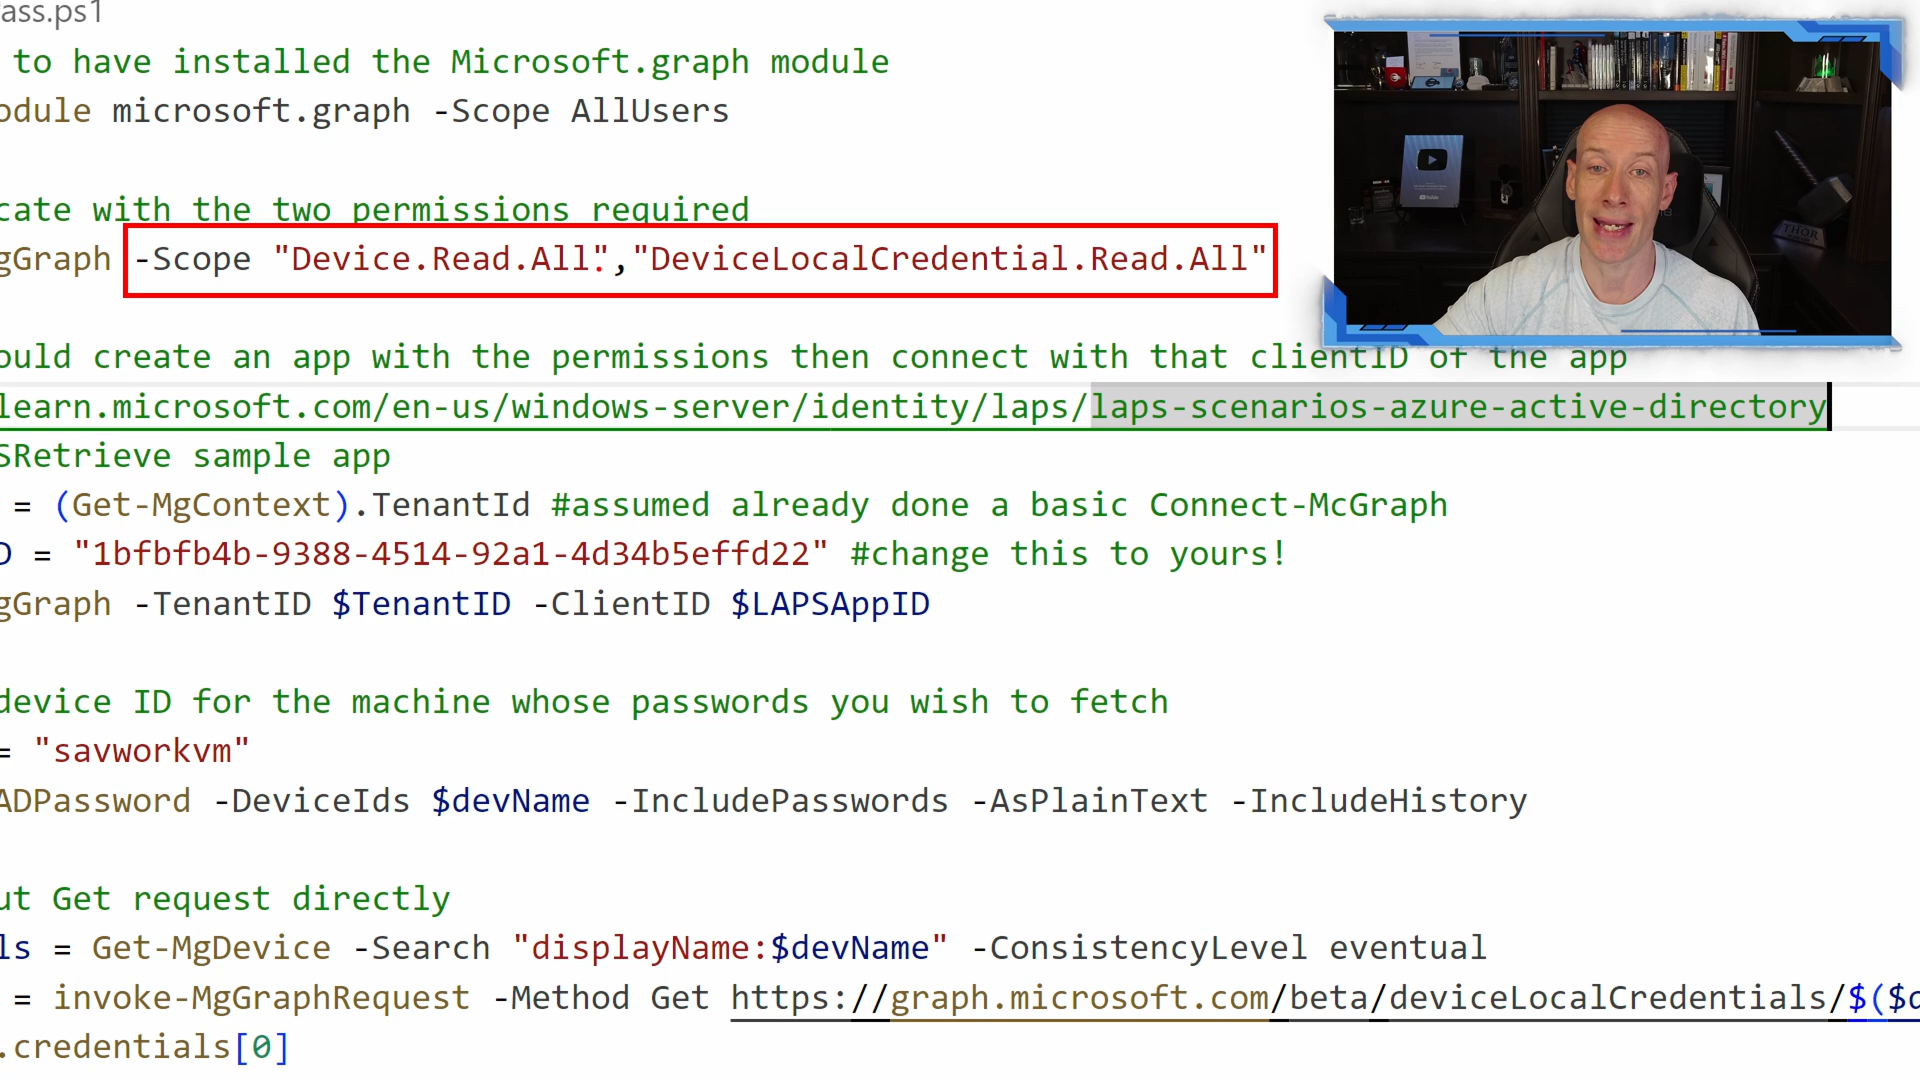 ass.ps1
to have installed the Microsoft.graph module
odule microsoft.graph -Scope AllUsers
cate with the two permissions required
gGraph -Scope "Device.Read.All","DeviceLocalCredential.Read.All"
ould create an app with the permissions then connect with that clientID of the app
learn.microsoft.com/en-us/windows-server/identity/laps/laps-scenarios-azure-active-directory
SRetrieve sample app
= (Get-MgContext).TenantId #assumed already done a basic Connect-McGraph
D = "1bfbfb4b-9388-4514-92a1-4d34b5effd22" #change this to yours!
gGraph -TenantID $TenantID -ClientID $LAPSAppID
device ID for the machine whose passwords you wish to fetch
= "savworkvm"
ADPassword -DeviceIds $devName -IncludePasswords -AsPlainText -IncludeHistory
ut Get request directly
ls = Get-MgDevice -Search "displayName:$devName" -ConsistencyLevel eventual
= invoke-MgGraphRequest -Method Get https://graph.microsoft.com/beta/deviceLocalCredentials/$($d
.credentials[0]
THOR